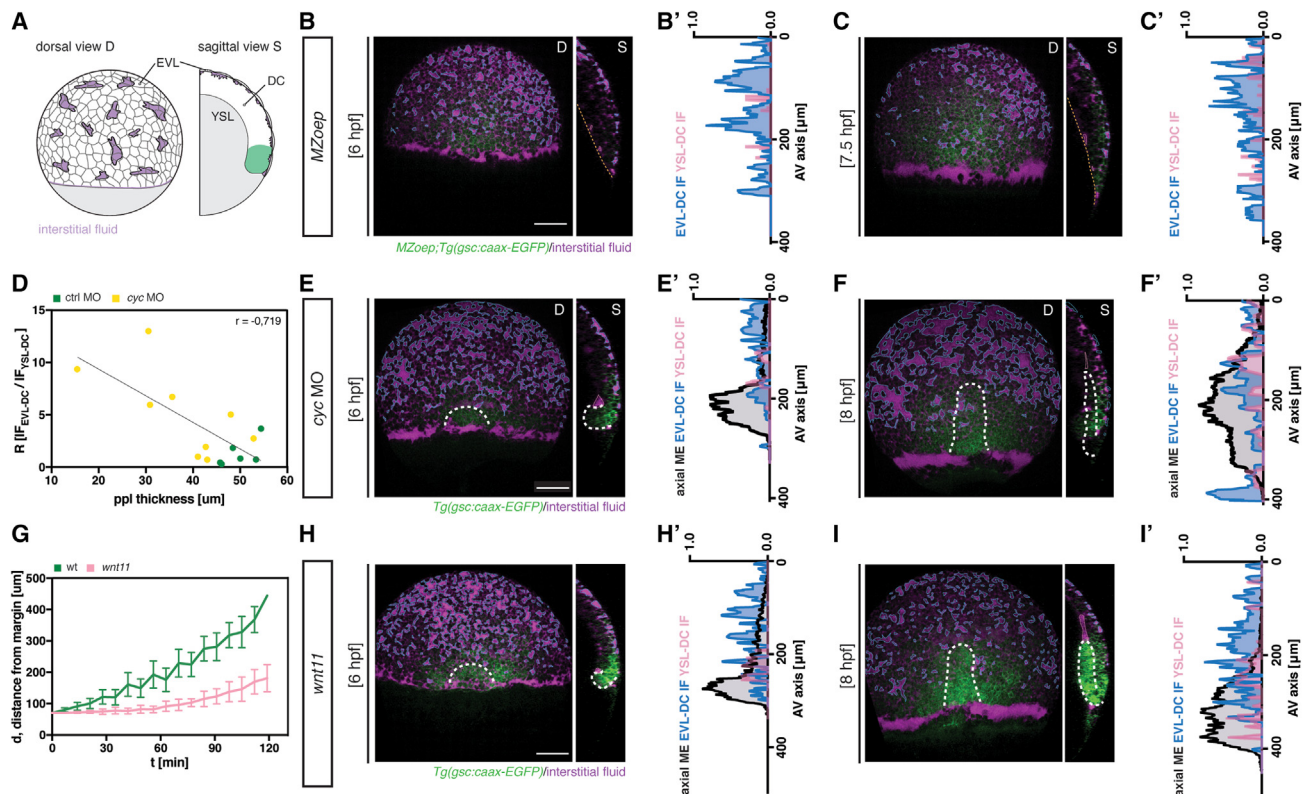 A
dorsal view D
sagittal view S
EVL
DC
YSL
interstitial fluid
B
MZoep
[6 hpf]
D
S
MZoep;Tg(gsc:caax-EGFP)/interstitial fluid
B'
1.0
0.0
0
200
400
AV axis [μm]
EVL-DC IF YSL-DC IF
C
[7.5 hpf]
D
S
C'
1.0
0.0
0
200
400
AV axis [μm]
EVL-DC IF YSL-DC IF
D
ctrl MO
cyc MO
r = -0,719
R [IFEVL-DC / IFYSL-DC]
15
10
5
0
10 20 30 40 50 60
ppl thickness [um]
E
cyc MO
[6 hpf]
D
S
Tg(gsc:caax-EGFP)/interstitial fluid
E'
1.0
0.0
0
200
400
AV axis [μm]
axial ME EVL-DC IF YSL-DC IF
F
[8 hpf]
D
S
F'
1.0
0.0
0
200
400
AV axis [μm]
axial ME EVL-DC IF YSL-DC IF
G
wt
wnt11
d, distance from margin [um]
500
400
300
200
100
0
0 30 60 90 120
t [min]
H
wnt11
[6 hpf]
D
S
Tg(gsc:caax-EGFP)/interstitial fluid
H'
1.0
0.0
0
200
400
AV axis [μm]
axial ME EVL-DC IF YSL-DC IF
I
[8 hpf]
D
S
I'
1.0
0.0
0
200
400
AV axis [μm]
axial ME EVL-DC IF YSL-DC IF